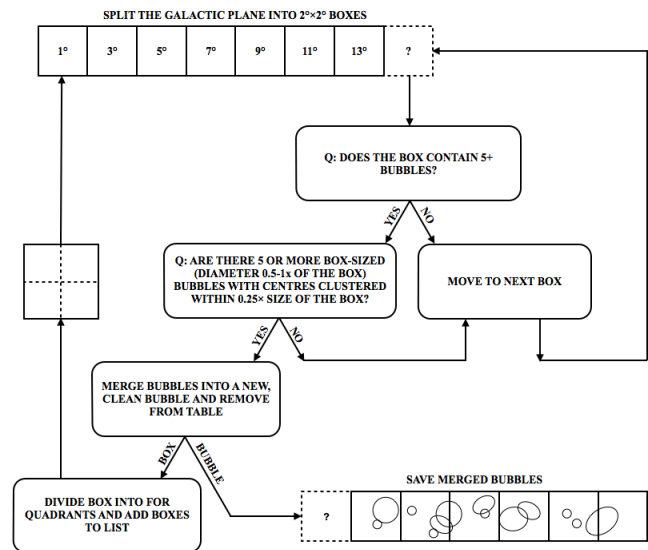 SPLIT THE GALACTIC PLANE INTO 2°×2° BOXES
1° 3° 5° 7° 9° 11° 13° ?
Q: DOES THE BOX CONTAIN 5+
BUBBLES?
YES
NO
Q: ARE THERE 5 OR MORE BOX-SIZED
(DIAMETER 0.5-1x OF THE BOX)
BUBBLES WITH CENTRES CLUSTERED
WITHIN 0.25× SIZE OF THE BOX?
MOVE TO NEXT BOX
YES
NO
MERGE BUBBLES INTO A NEW,
CLEAN BUBBLE AND REMOVE
FROM TABLE
BOX
BUBBLE
DIVIDE BOX INTO FOR
QUADRANTS AND ADD BOXES
TO LIST
SAVE MERGED BUBBLES
?